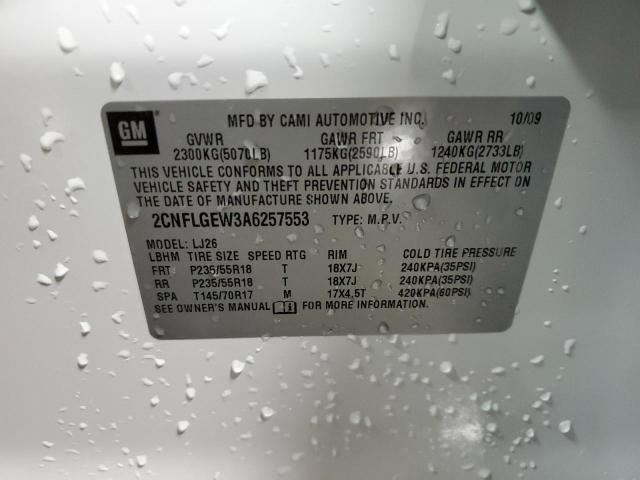 GM
MFD BY CAMI AUTOMOTIVE INC. 10/09
GVWR GAWR FRT GAWR RR
2300KG(5070LB) 1175KG(2590LB) 1240KG(2733LB)
THIS VEHICLE CONFORMS TO ALL APPLICABLE U.S. FEDERAL MOTOR
VEHICLE SAFETY AND THEFT PREVENTION STANDARDS IN EFFECT ON
THE DATE OF MANUFACTURE SHOWN ABOVE.
2CNFLGEW3A6257553 TYPE: M.P.V.
MODEL: LJ26
LBHM TIRE SIZE SPEED RTG RIM COLD TIRE PRESSURE
FRT P235/55R18 T 18X7J 240KPA(35PSI)
RR P235/55R18 T 18X7J 240KPA(35PSI)
SPA T145/70R17 M 17X4.5T 420KPA(60PSI)
SEE OWNER'S MANUAL FOR MORE INFORMATION.